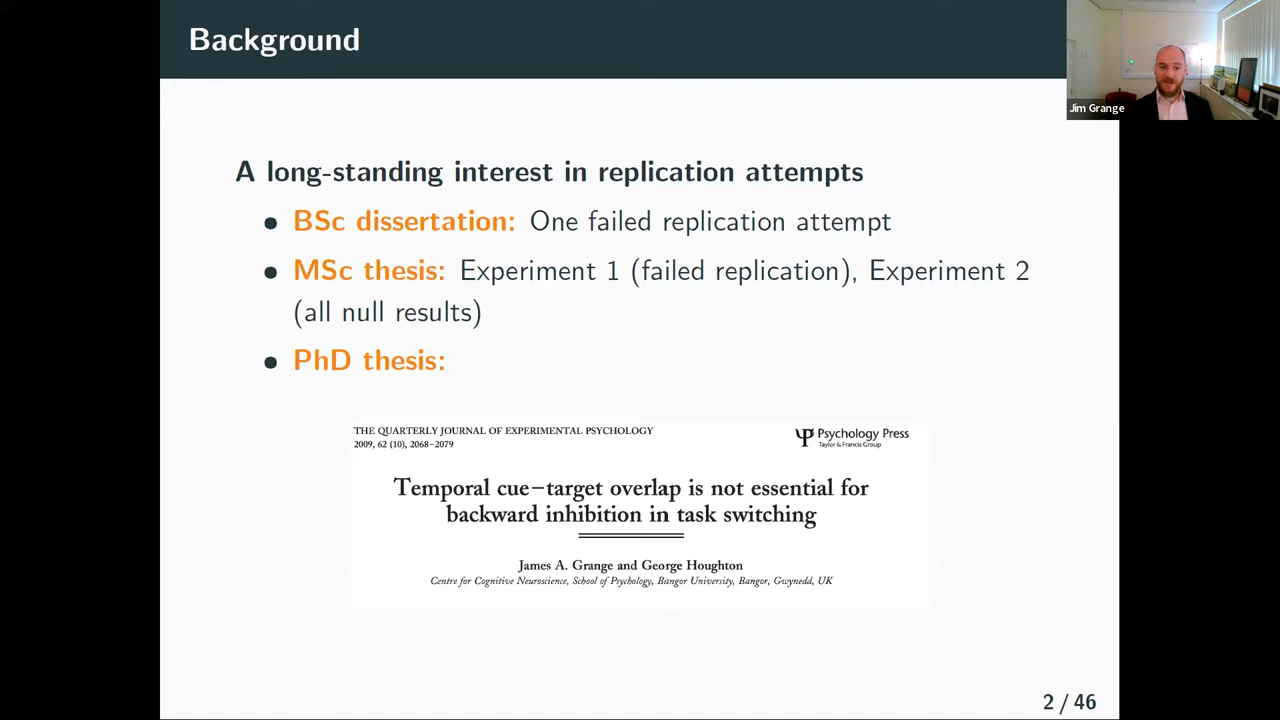 Background
Jim Grange
A long-standing interest in replication attempts
• BSc dissertation: One failed replication attempt
• MSc thesis: Experiment 1 (failed replication), Experiment 2
(all null results)
• PhD thesis:
THE QUARTERLY JOURNAL OF EXPERIMENTAL PSYCHOLOGY
2009, 62 (10), 2068–2079
Psychology Press
Taylor & Francis Group
Temporal cue–target overlap is not essential for
backward inhibition in task switching
James A. Grange and George Houghton
Centre for Cognitive Neuroscience, School of Psychology, Bangor University, Bangor, Gwynedd, UK
2 / 46